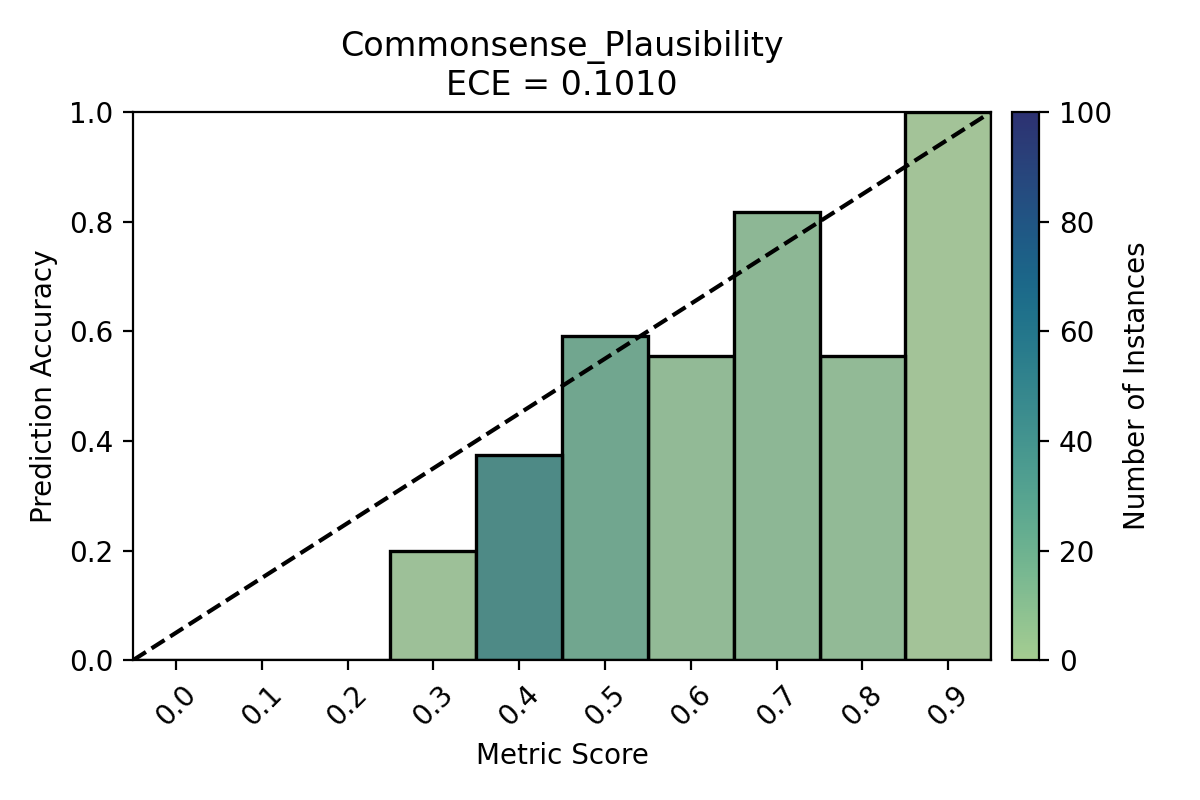 Commonsense_Plausibility
ECE = 0.1010
1.0
0.8
0.6
0.4
0.2
0.0
Prediction Accuracy
0.0 0.1 0.2 0.3 0.4 0.5 0.6 0.7 0.8 0.9
Metric Score
100
80
60
40
20
0
Number of Instances